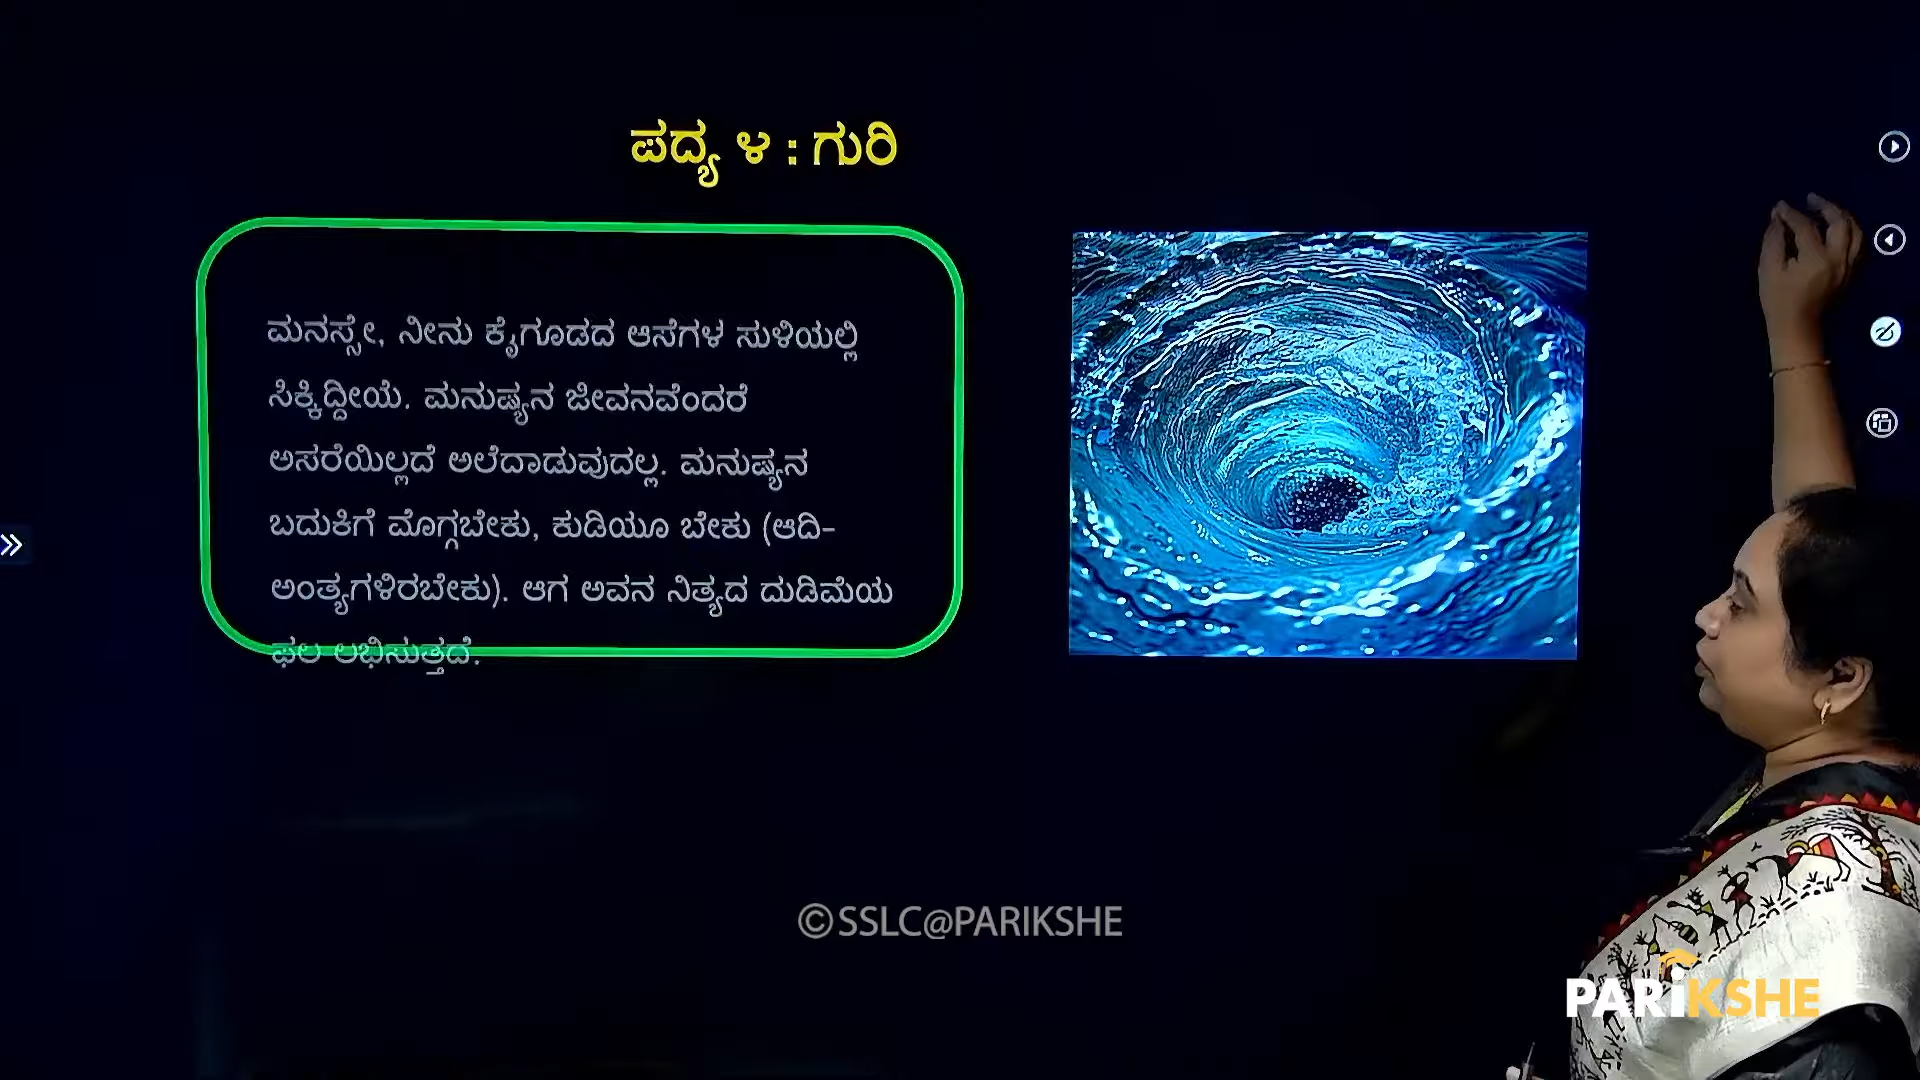 ಪದ್ಯ ೪ : ಗುರಿ
ಮನಸ್ಸೇ, ನೀನು ಕೈಗೂಡದ ಆಸೆಗಳ ಸುಳಿಯಲ್ಲಿ
ಸಿಕ್ಕಿದ್ದೀಯೆ. ಮನುಷ್ಯನ ಜೀವನವೆಂದರೆ
ಅಸರೆಯಿಲ್ಲದೆ ಅಲೆದಾಡುವುದಲ್ಲ. ಮನುಷ್ಯನ
ಬದುಕಿಗೆ ಮೊಗ್ಗಬೇಕು, ಕುಡಿಯೂ ಬೇಕು (ಆದಿ-
ಅಂತ್ಯಗಳಿರಬೇಕು). ಆಗ ಅವನ ನಿತ್ಯದ ದುಡಿಮೆಯ
ಫಲ ಲಭಿಸುತ್ತದೆ.
©SSLC@PARIKSHE
PARiKSHE